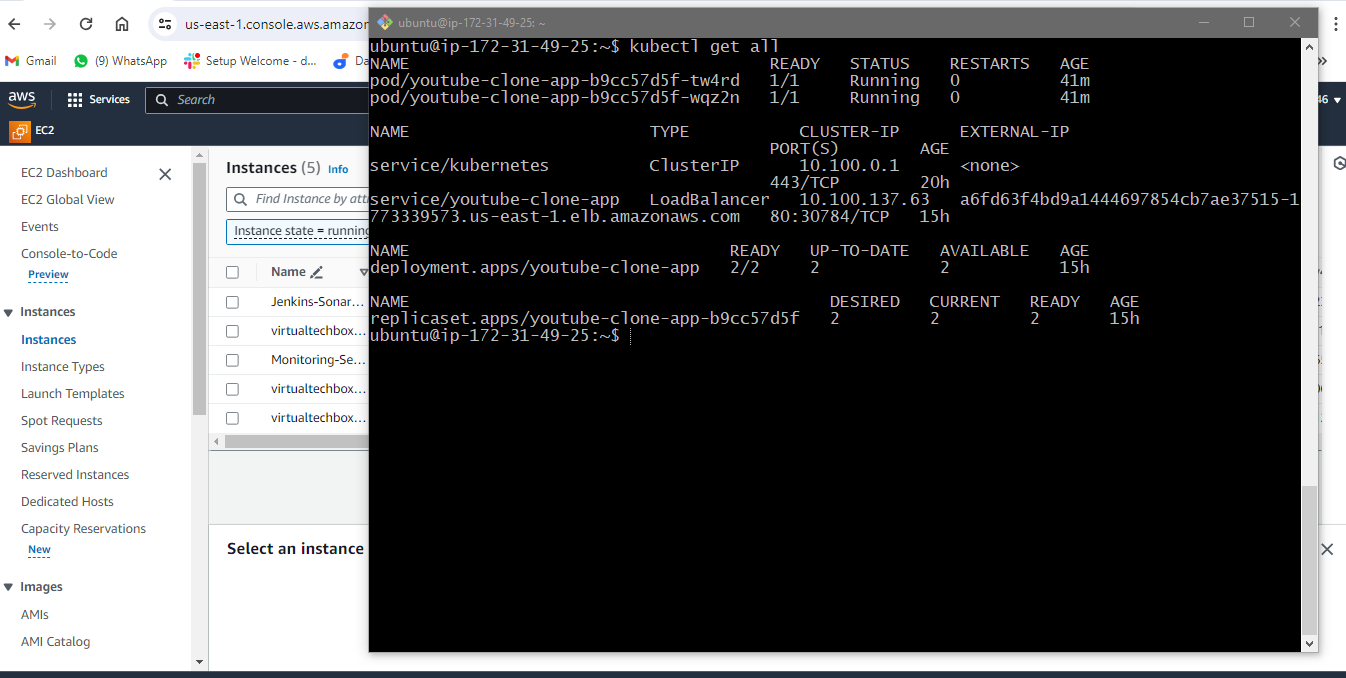 us-east-1.console.aws.amazor
Gmail
(9) WhatsApp
Setup Welcome - d...
Da
aws
Services
Search
46
EC2
EC2 Dashboard
EC2 Global View
Events
Console-to-Code
Preview
Instances
Instances
Instance Types
Launch Templates
Spot Requests
Savings Plans
Reserved Instances
Dedicated Hosts
Capacity Reservations
New
Images
AMIs
AMI Catalog
Instances (5) Info
Find Instance by att
Instance state = running
Name
Jenkins-Sonar...
virtualtechbox...
Monitoring-Se...
virtualtechbox...
virtualtechbox...
Select an instance
ubuntu@ip-172-31-49-25: ~
ubuntu@ip-172-31-49-25:~$ kubectl get all
NAME READY STATUS RESTARTS AGE
pod/youtube-clone-app-b9cc57d5f-tw4rd 1/1 Running 0 41m
pod/youtube-clone-app-b9cc57d5f-wqz2n 1/1 Running 0 41m
NAME TYPE CLUSTER-IP EXTERNAL-IP
PORT(S) AGE
service/kubernetes ClusterIP 10.100.0.1 <none>
443/TCP 20h
service/youtube-clone-app LoadBalancer 10.100.137.63 a6fd63f4bd9a1444697854cb7ae37515-1
773339573.us-east-1.elb.amazonaws.com 80:30784/TCP 15h
NAME READY UP-TO-DATE AVAILABLE AGE
deployment.apps/youtube-clone-app 2/2 2 2 15h
NAME DESIRED CURRENT READY AGE
replicaset.apps/youtube-clone-app-b9cc57d5f 2 2 2 15h
ubuntu@ip-172-31-49-25:~$